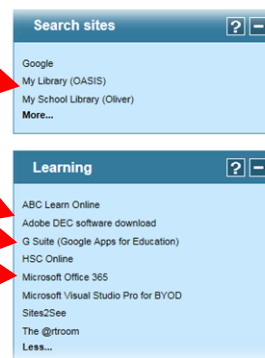 Search sites ? –
Google
My Library (OASIS)
My School Library (Oliver)
More...
Learning ? –
ABC Learn Online
Adobe DEC software download
G Suite (Google Apps for Education)
HSC Online
Microsoft Office 365
Microsoft Visual Studio Pro for BYOD
Sites2See
The @rtroom
Less...